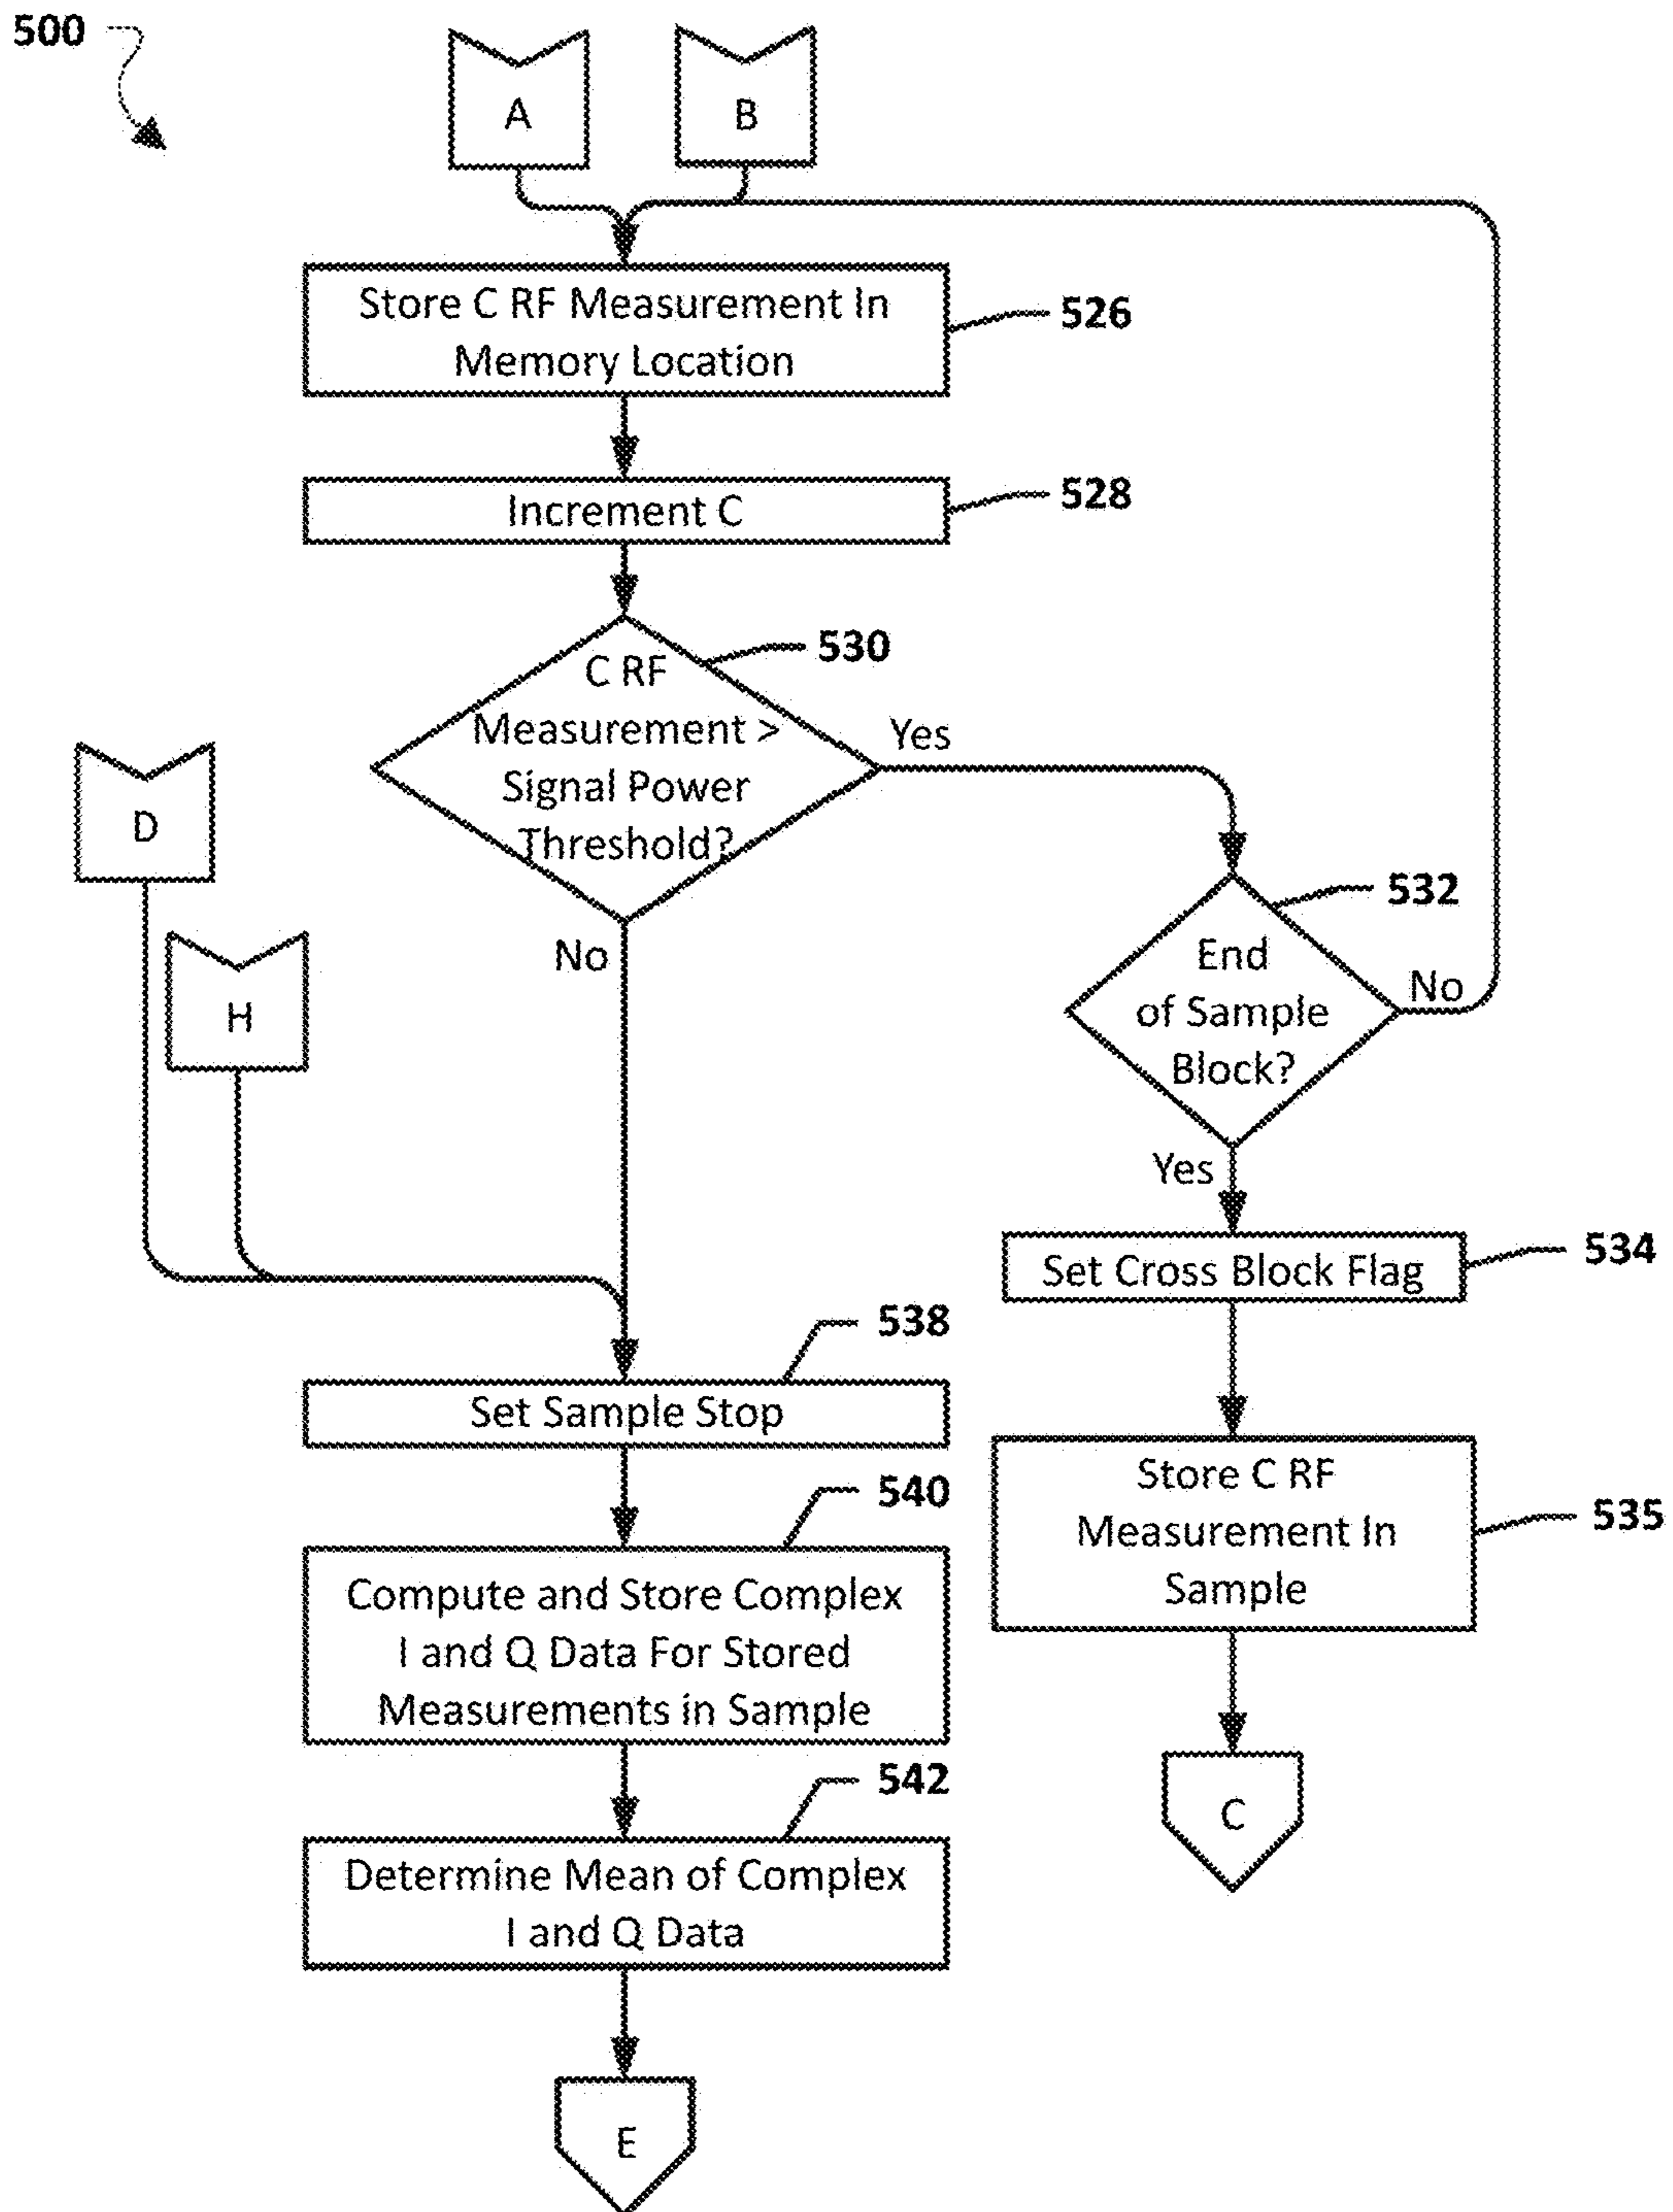 500
A
B
Store C RF Measurement In
Memory Location
526
Increment C
528
530
C RF
Measurement >
Signal Power
Threshold?
Yes
No
D
H
532
End
of Sample
Block?
No
Yes
Set Cross Block Flag
534
538
Set Sample Stop
Store C RF
Measurement In
Sample
535
540
Compute and Store Complex
I and Q Data For Stored
Measurements in Sample
542
Determine Mean of Complex
I and Q Data
C
E